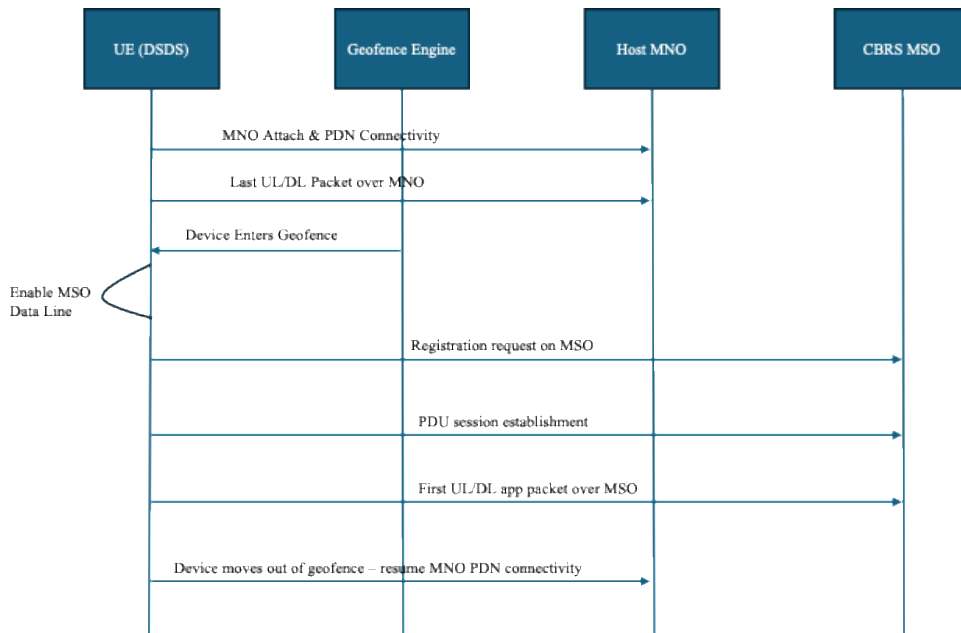 UE (DSDS)
Geofence Engine
Host MNO
CBRS MSO
MNO Attach & PDN Connectivity
Last UL/DL Packet over MNO
Device Enters Geofence
Enable MSO
Data Line
Registration request on MSO
PDU session establishment
First UL/DL app packet over MSO
Device moves out of geofence – resume MNO PDN connectivity